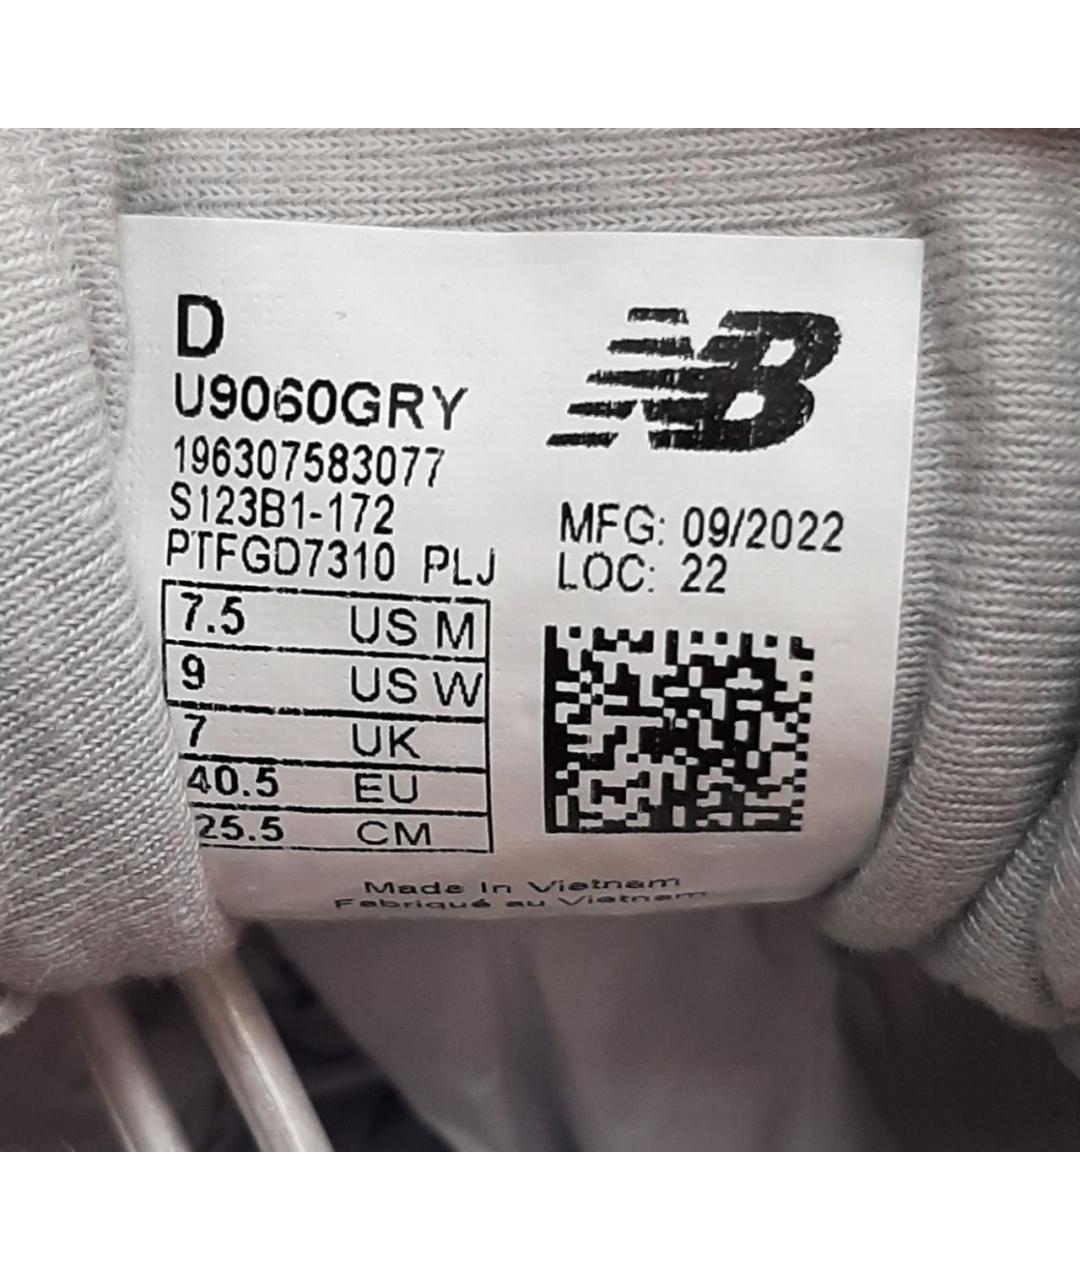 D
U9060GRY
196307583077
S123B1-172
PTFGD7310 PLJ
7.5 US M
9 US W
7 UK
40.5 EU
25.5 CM
NB
MFG: 09/2022
LOC: 22
Made In Vietnam
Fabriqué au Vietnam